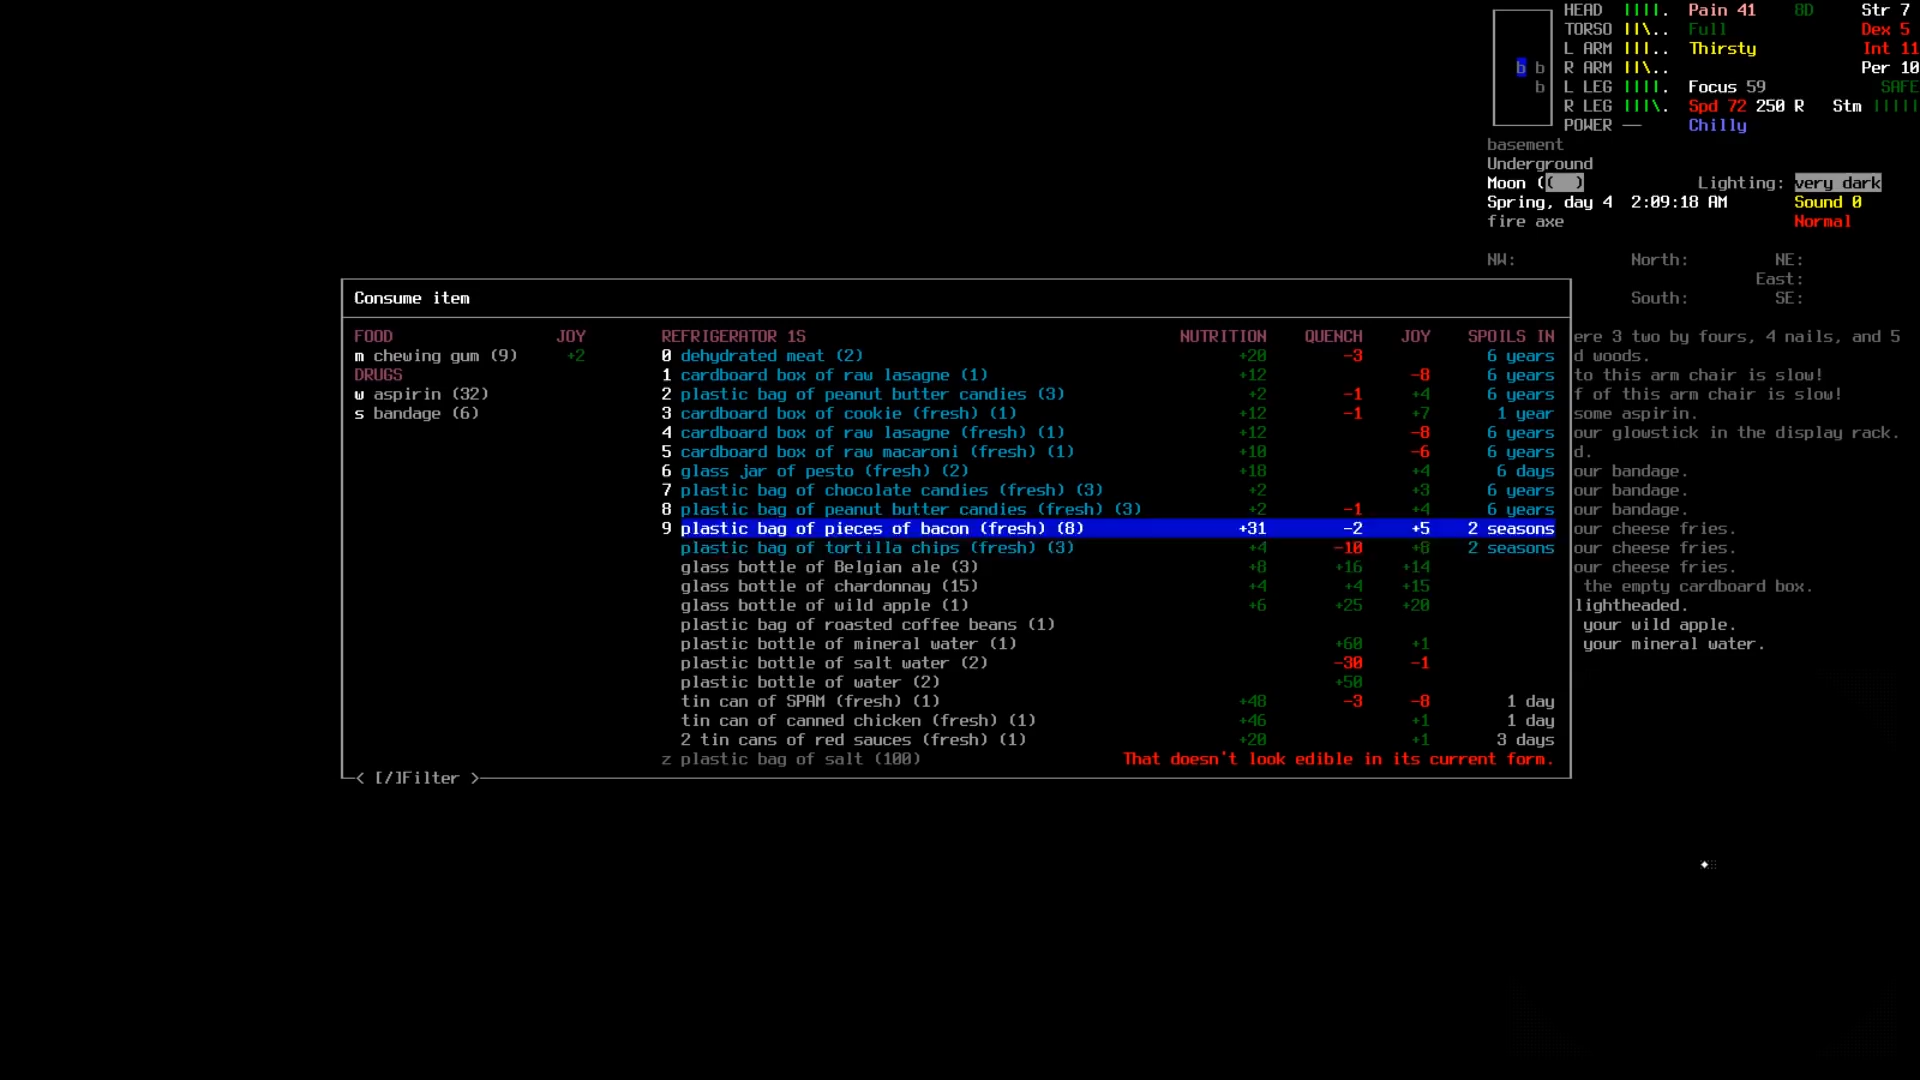 HEAD ||||. Pain 41 8D Str 7
TORSO ||\.. Full Dex 5
L ARM |||.. Thirsty Int 11
b b R ARM ||\.. Per 10
b L LEG ||||. Focus 59 SAFE
R LEG |||\. Spd 72 250 R Stm |||||
POWER —— Chilly
basement
Underground
Moon (( ) Lighting: very dark
Spring, day 4 2:09:18 AM Sound 0
fire axe Normal
NW: North: NE:
East:
South: SE:
Consume item
FOOD JOY REFRIGERATOR 1S NUTRITION QUENCH JOY SPOILS IN ere 3 two by fours, 4 nails, and 5
m chewing gum (9) +2 0 dehydrated meat (2) +20 -3 6 years d woods.
DRUGS 1 cardboard box of raw lasagne (1) +12 -8 6 years to this arm chair is slow!
w aspirin (32) 2 plastic bag of peanut butter candies (3) +2 -1 +4 6 years f of this arm chair is slow!
s bandage (6) 3 cardboard box of cookie (fresh) (1) +12 -1 +7 1 year some aspirin.
4 cardboard box of raw lasagne (fresh) (1) +12 -8 6 years our glowstick in the display rack.
5 cardboard box of raw macaroni (fresh) (1) +10 -6 6 years d.
6 glass jar of pesto (fresh) (2) +18 +4 6 days our bandage.
7 plastic bag of chocolate candies (fresh) (3) +2 +3 6 years our bandage.
8 plastic bag of peanut butter candies (fresh) (3) +2 -1 +4 6 years our bandage.
9 plastic bag of pieces of bacon (fresh) (8) +31 -2 +5 2 seasons our cheese fries.
plastic bag of tortilla chips (fresh) (3) +4 -10 +8 2 seasons our cheese fries.
glass bottle of Belgian ale (3) +8 +16 +14 our cheese fries.
glass bottle of chardonnay (15) +4 +4 +15 the empty cardboard box.
glass bottle of wild apple (1) +6 +25 +20 lightheaded.
plastic bag of roasted coffee beans (1) your wild apple.
plastic bottle of mineral water (1) +60 +1 your mineral water.
plastic bottle of salt water (2) -30 -1
plastic bottle of water (2) +50
tin can of SPAM (fresh) (1) +48 -3 -8 1 day
tin can of canned chicken (fresh) (1) +46 +1 1 day
2 tin cans of red sauces (fresh) (1) +20 +1 3 days
z plastic bag of salt (100) That doesn't look edible in its current form.
< [/]Filter >